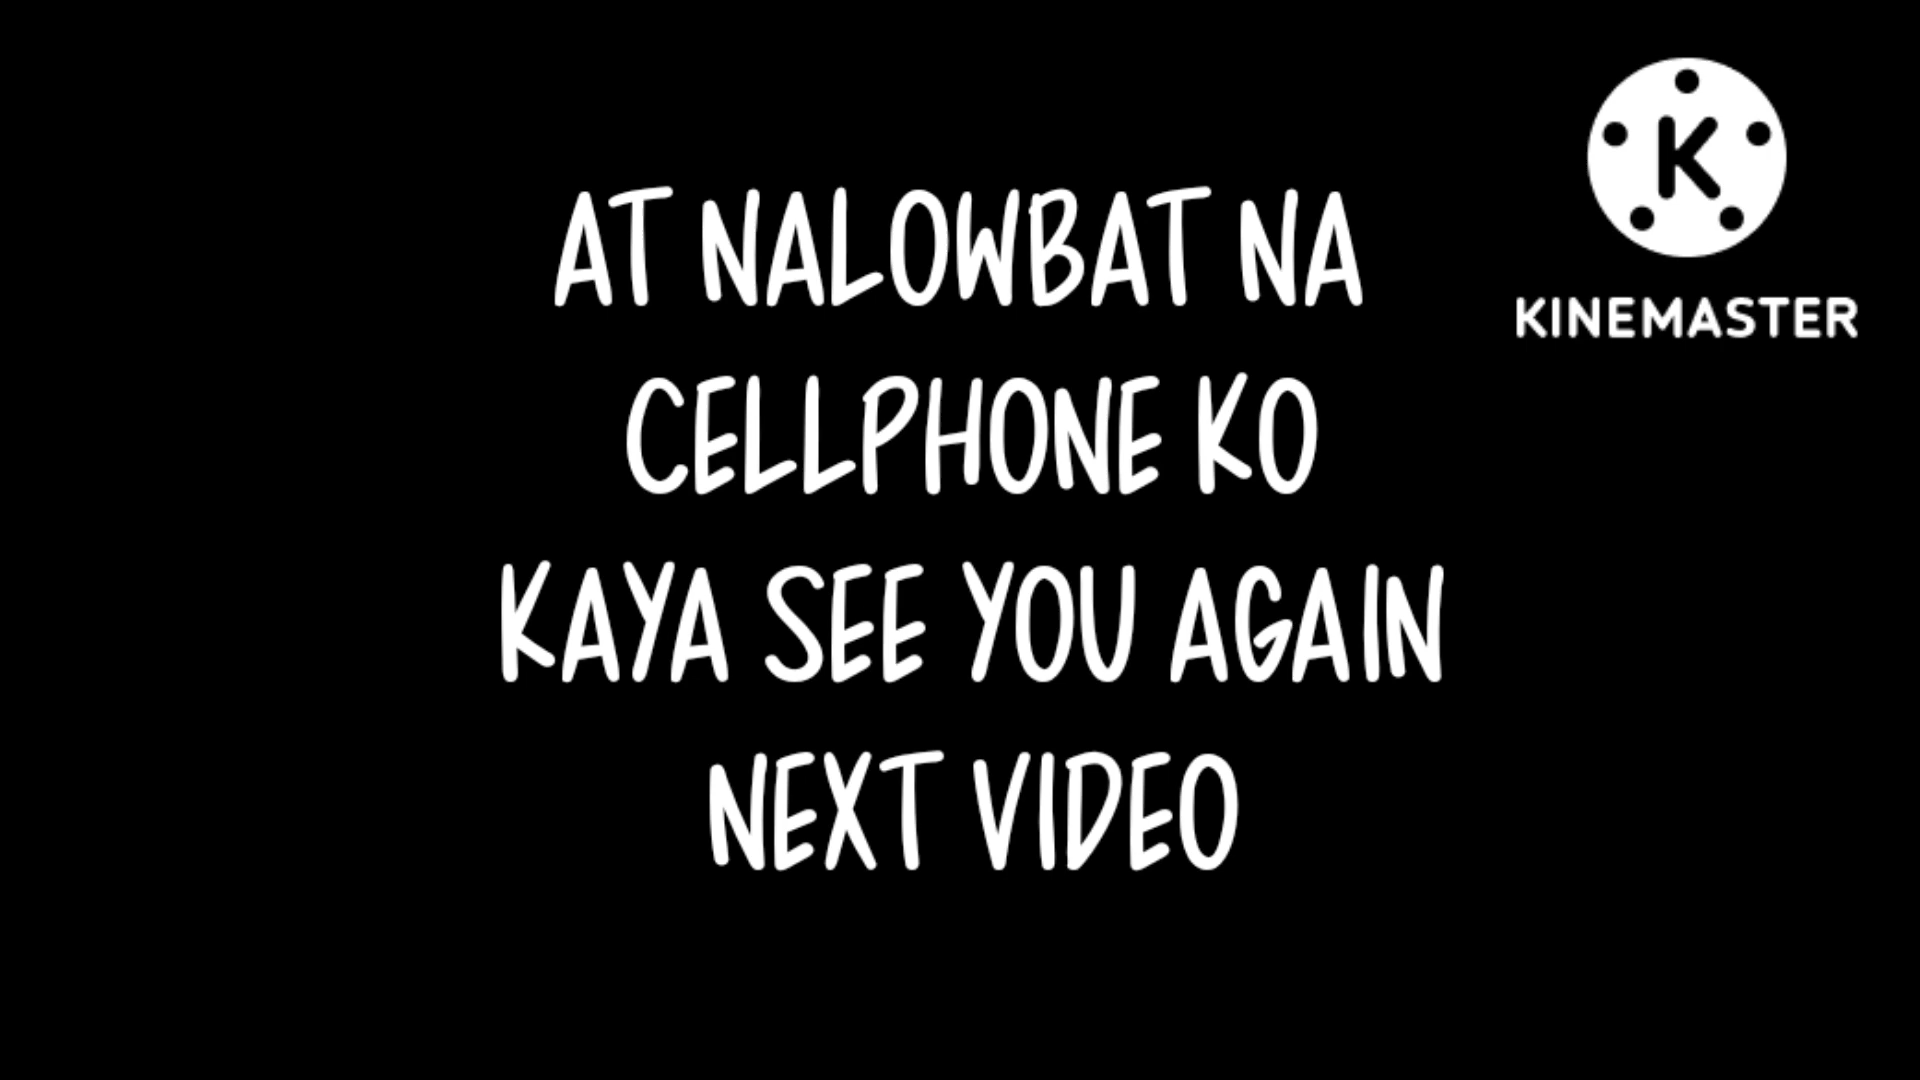 AT NALOWBAT NA
CELLPHONE KO
KAYA SEE YOU AGAIN
NEXT VIDEO
K
KINEMASTER